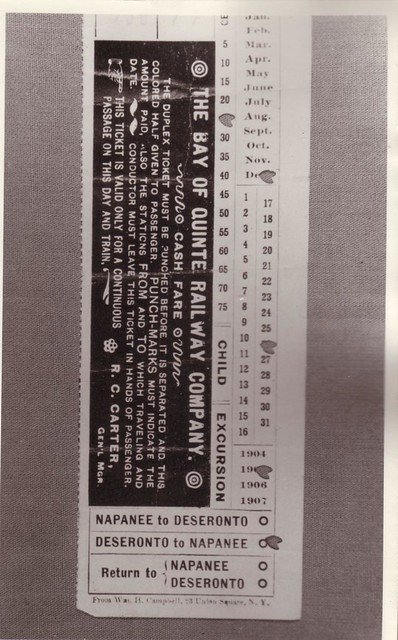 THE BAY OF QUINTE RAILWAY COMPANY.
CASH FARE
THE DUPLEX TICKET MUST BE PUNCHED BEFORE IT IS SEPARATED AND THIS
COLORED HALF GIVEN TO PASSENGER. PUNCH-MARKS MUST INDICATE THE
AMOUNT PAID, ALSO THE STATIONS FROM AND TO WHICH TRAVELING AND
DATE. CONDUCTOR MUST LEAVE THIS TICKET IN HANDS OF PASSENGER.
THIS TICKET IS VALID ONLY FOR A CONTINUOUS
PASSAGE ON THIS DAY AND TRAIN.
R. C. CARTER,
GEN'L MGR.
5
10
15
20
30
35
40
45
50
55
60
65
70
75
CHILD
EXCURSION
Jan.
Feb.
Mar.
Apr.
May
June
July
Aug.
Sept.
Oct.
Nov.
De
1
2
3
4
5
6
7
8
9
10
11
12
13
14
15
16
17
18
19
20
21
22
23
24
25
27
28
29
30
31
1904
19
1906
1907
NAPANEE to DESERONTO
DESERONTO to NAPANEE
Return to NAPANEE
DESERONTO
From Wm. H. Campbell, 23 Union Square, N. Y.